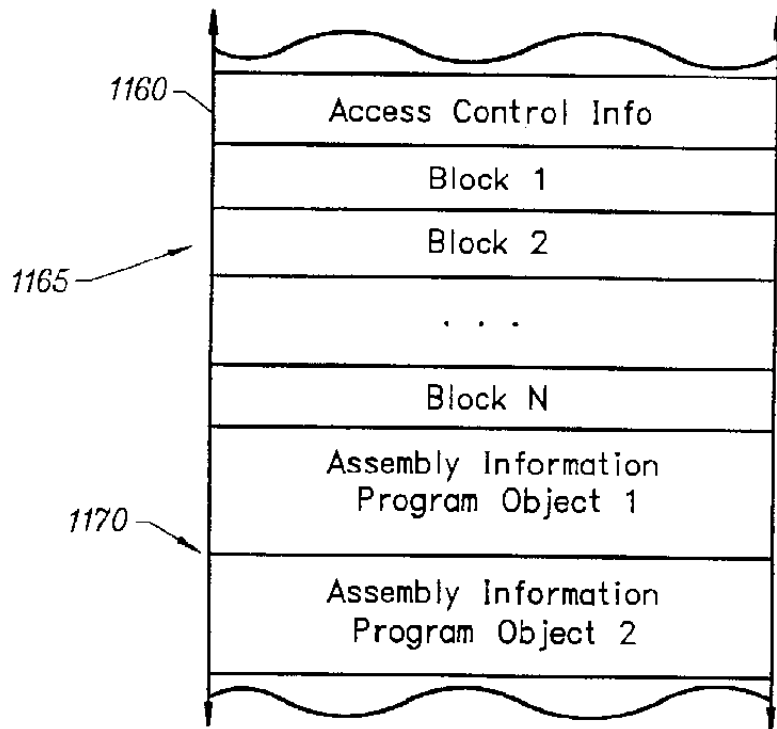 1160
Access Control Info
Block 1
Block 2
1165
. . .
Block N
Assembly Information
Program Object 1
1170
Assembly Information
Program Object 2